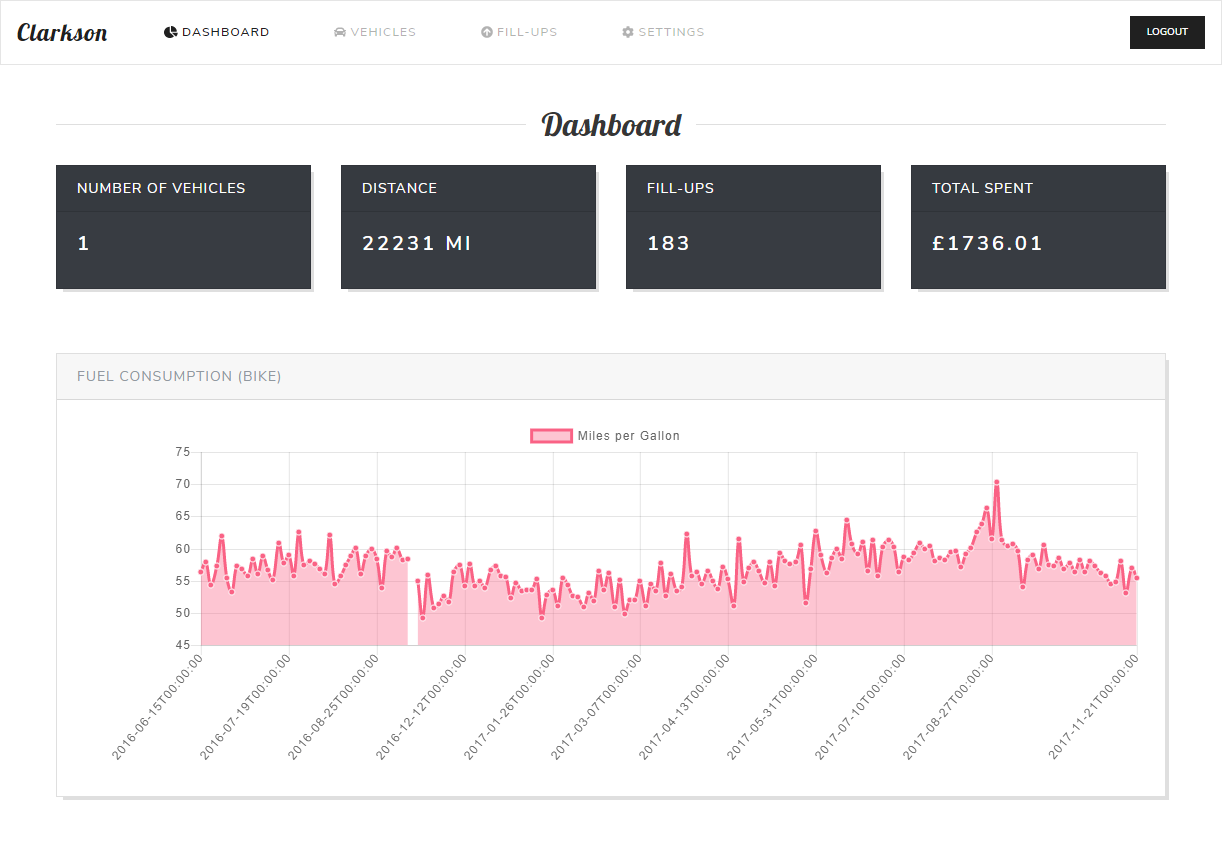 Clarkson
DASHBOARD
VEHICLES
FILL-UPS
SETTINGS
LOGOUT
Dashboard
NUMBER OF VEHICLES
1
DISTANCE
22231 MI
FILL-UPS
183
TOTAL SPENT
£1736.01
FUEL CONSUMPTION (BIKE)
Miles per Gallon
75
70
65
60
55
50
45
2016-06-15T00:00:00
2016-07-19T00:00:00
2016-08-25T00:00:00
2016-12-12T00:00:00
2017-01-26T00:00:00
2017-03-07T00:00:00
2017-04-13T00:00:00
2017-05-31T00:00:00
2017-07-10T00:00:00
2017-08-27T00:00:00
2017-11-21T00:00:00